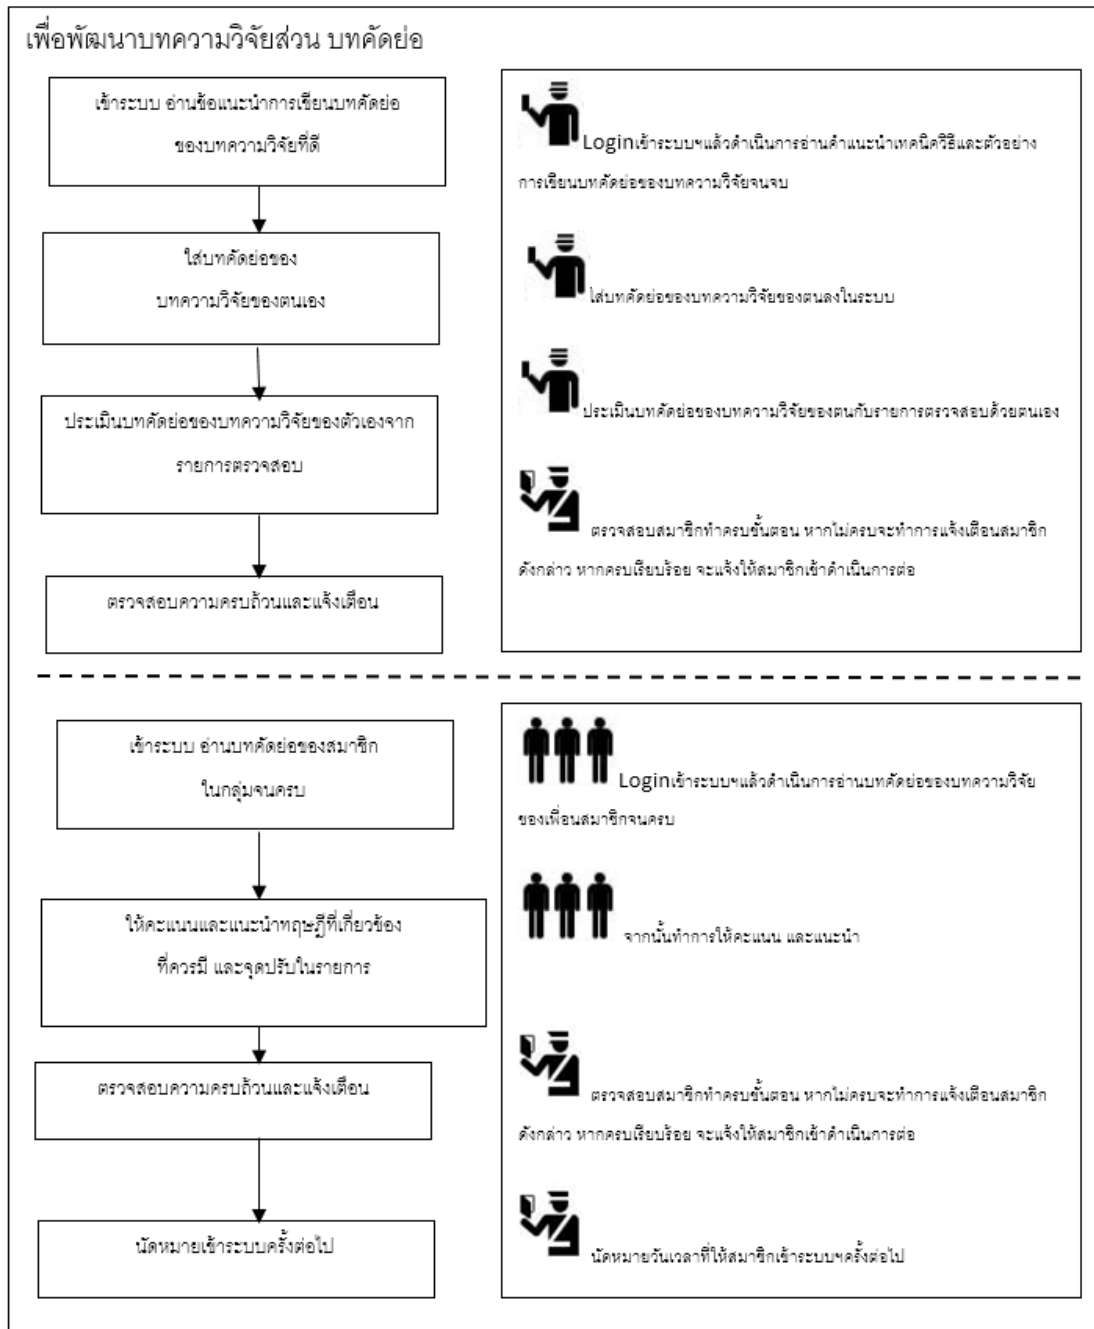 เพื่อพัฒนาบทความวิจัยส่วน บทคัดย่อ
เข้าระบบ อ่านข้อแนะนำการเขียนบทคัดย่อ
ของบทความวิจัยที่ดี
ใส่บทคัดย่อของ
บทความวิจัยของตนเอง
ประเมินบทคัดย่อของบทความวิจัยของตัวเองจาก
รายการตรวจสอบ
ตรวจสอบความครบถ้วนและแจ้งเตือน
Loginเข้าระบบฯแล้วดำเนินการอ่านคำแนะนำเทคนิควิธีและตัวอย่าง
การเขียนบทคัดย่อของบทความวิจัยจนจบ
ใส่บทคัดย่อของบทความวิจัยของตนลงในระบบ
ประเมินบทคัดย่อของบทความวิจัยของตนกับรายการตรวจสอบด้วยตนเอง
ตรวจสอบสมาชิกทำครบขั้นตอน หากไม่ครบจะทำการแจ้งเตือนสมาชิก
ดังกล่าว หากครบเรียบร้อย จะแจ้งให้สมาชิกเข้าดำเนินการต่อ
เข้าระบบ อ่านบทคัดย่อของสมาชิก
ในกลุ่มจนครบ
ให้คะแนนและแนะนำทฤษฎีที่เกี่ยวข้อง
ที่ควรมี และจุดปรับในรายการ
ตรวจสอบความครบถ้วนและแจ้งเตือน
นัดหมายเข้าระบบครั้งต่อไป
Loginเข้าระบบฯแล้วดำเนินการอ่านบทคัดย่อของบทความวิจัย
ของเพื่อนสมาชิกจนครบ
จากนั้นทำการให้คะแนน และแนะนำ
ตรวจสอบสมาชิกทำครบขั้นตอน หากไม่ครบจะทำการแจ้งเตือนสมาชิก
ดังกล่าว หากครบเรียบร้อย จะแจ้งให้สมาชิกเข้าดำเนินการต่อ
นัดหมายวันเวลาที่ให้สมาชิกเข้าระบบฯครั้งต่อไป